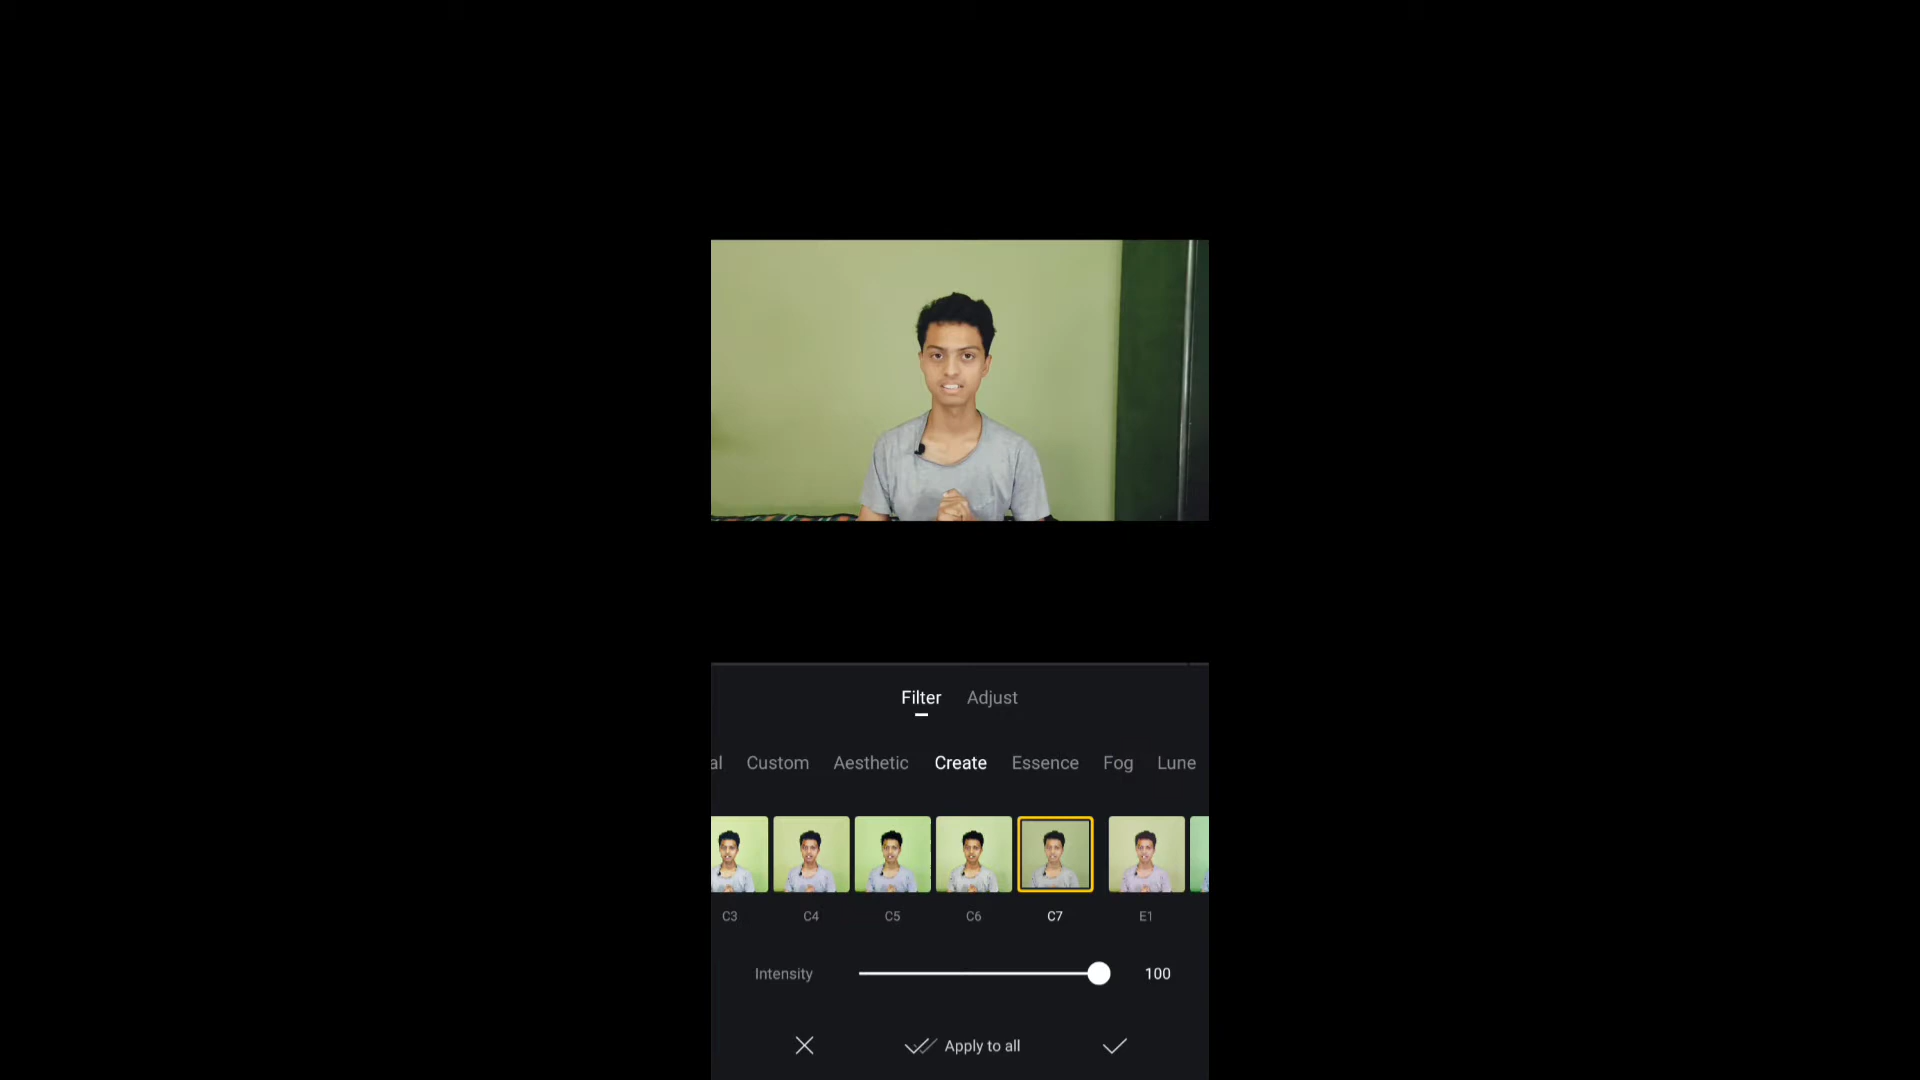 Filter Adjust
al Custom Aesthetic Create Essence Fog Lune
C3 C4 C5 C6 C7 E1
Intensity 100
Apply to all